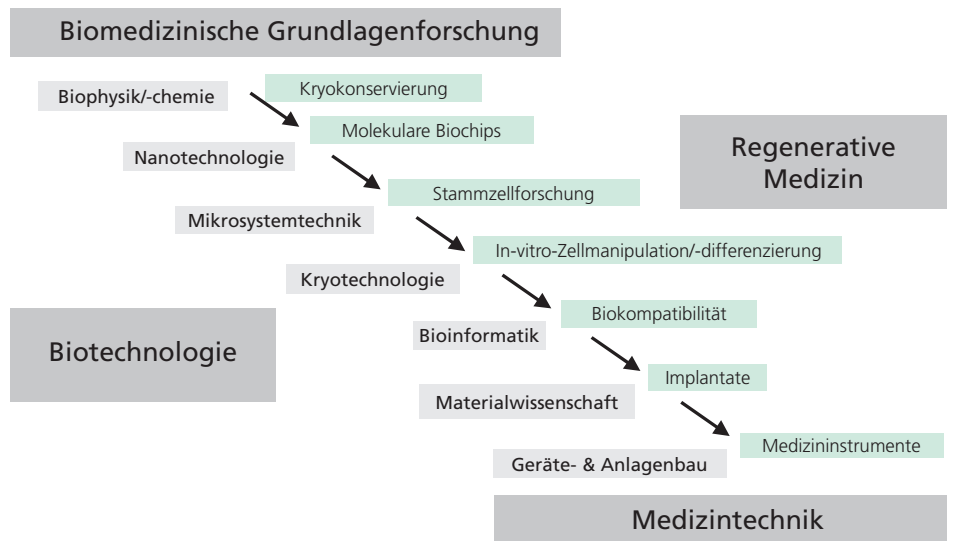 Biomedizinische Grundlagenforschung
Kryokonservierung
Biophysik/-chemie
Molekulare Biochips
Regenerative
Medizin
Nanotechnologie
Stammzellforschung
Mikrosystemtechnik
In-vitro-Zellmanipulation/-differenzierung
Kryotechnologie
Biokompatibilität
Bioinformatik
Biotechnologie
Implantate
Materialwissenschaft
Medizininstrumente
Geräte- & Anlagenbau
Medizintechnik